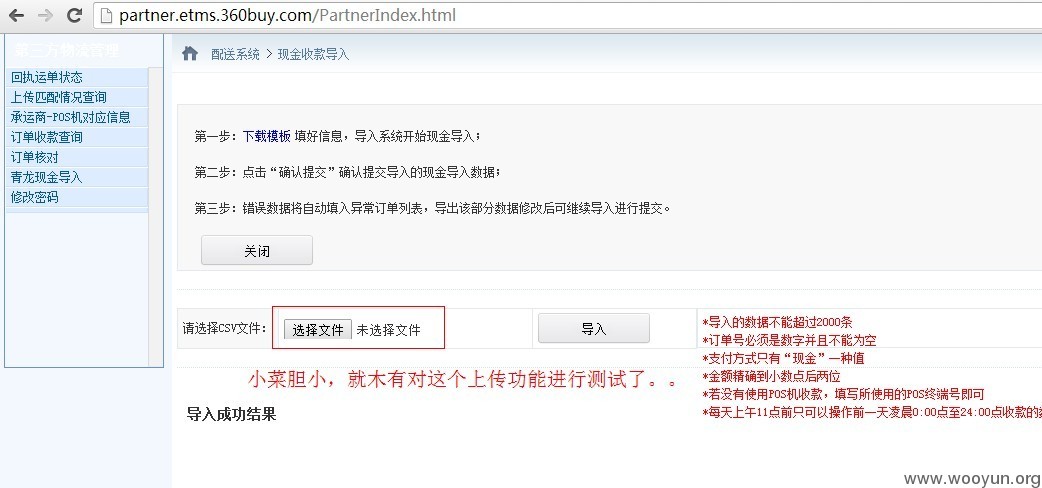 partner.etms.360buy.com/PartnerIndex.html
第三方物流管理
回执运单状态
上传匹配情况查询
承运商-POS机对应信息
订单收款查询
订单核对
青龙现金导入
修改密码
配送系统 > 现金收款导入
第一步：下载模板 填好信息，导入系统开始现金导入；
第二步：点击“确认提交”确认提交导入的现金导入数据；
第三步：错误数据将自动填入异常订单列表，导出该部分数据修改后可继续导入进行提交。
关闭
请选择CSV文件： 选择文件 未选择文件 导入
*导入的数据不能超过2000条
*订单号必须是数字并且不能为空
*支付方式只有“现金”一种值
*金额精确到小数点后两位
*若没有使用POS机收款，填写所使用的POS终端号即可
*每天上午11点前只可以操作前一天凌晨0:00点至24:00点收款的
小菜胆小，就木有对这个上传功能进行测试了。。
导入成功结果
www.wooyun.org